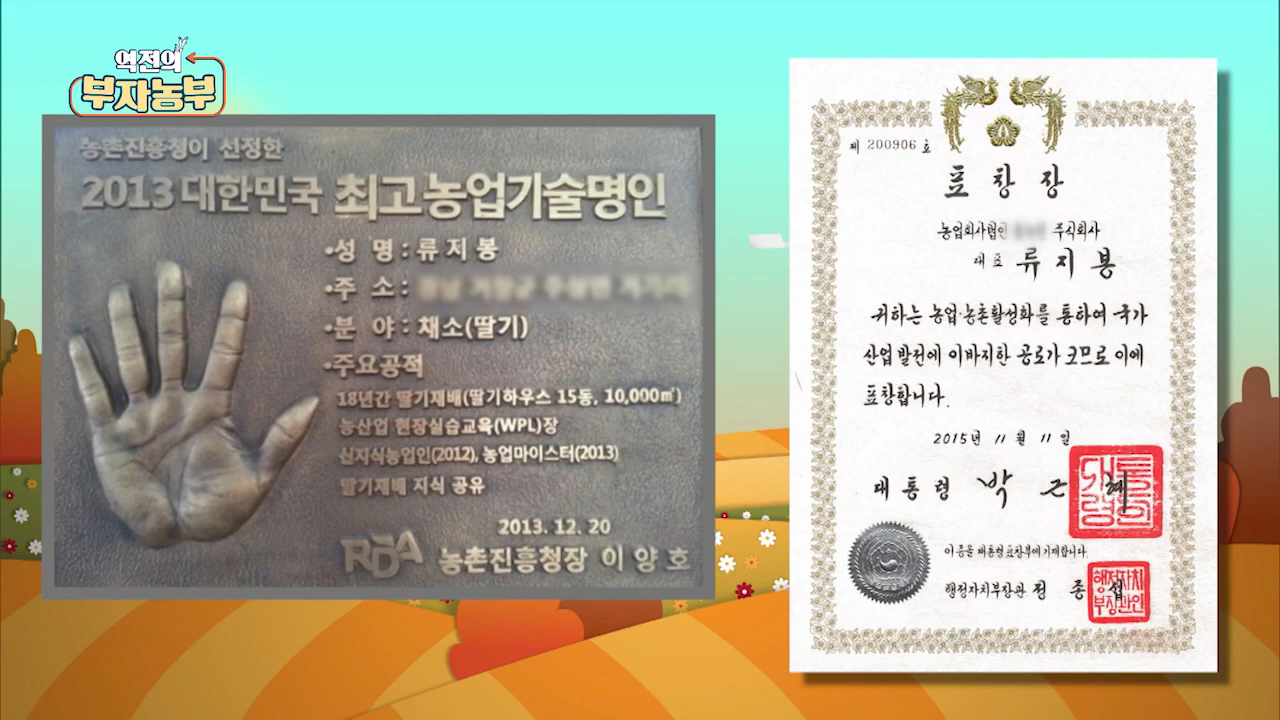 역전의
부자농부
농촌진흥청이 선정한
2013 대한민국 최고농업기술명인
•성 명 : 류지봉
•주 소 :
•분 야 : 채소(딸기)
•주요공적
18년간 딸기재배(딸기하우스 15동, 10,000㎡)
농산업 현장실습교육(WPL)장
신지식농업인(2012), 농업마이스터(2013)
딸기재배 지식 공유
2013. 12. 20
RDA 농촌진흥청장 이양호
제 200906 호
표창장
농업회사법인 주식회사
대표 류지봉
귀하는 농업·농촌활성화를 통하여 국가
산업발전에 이바지한 공로가 크므로 이에
표창합니다.
2015년 11월 11일
대통령 박근혜
대통령의
이 증을 대통령표창부에 기재합니다.
행정자치부장관 정종섭
행정자치
부장관인